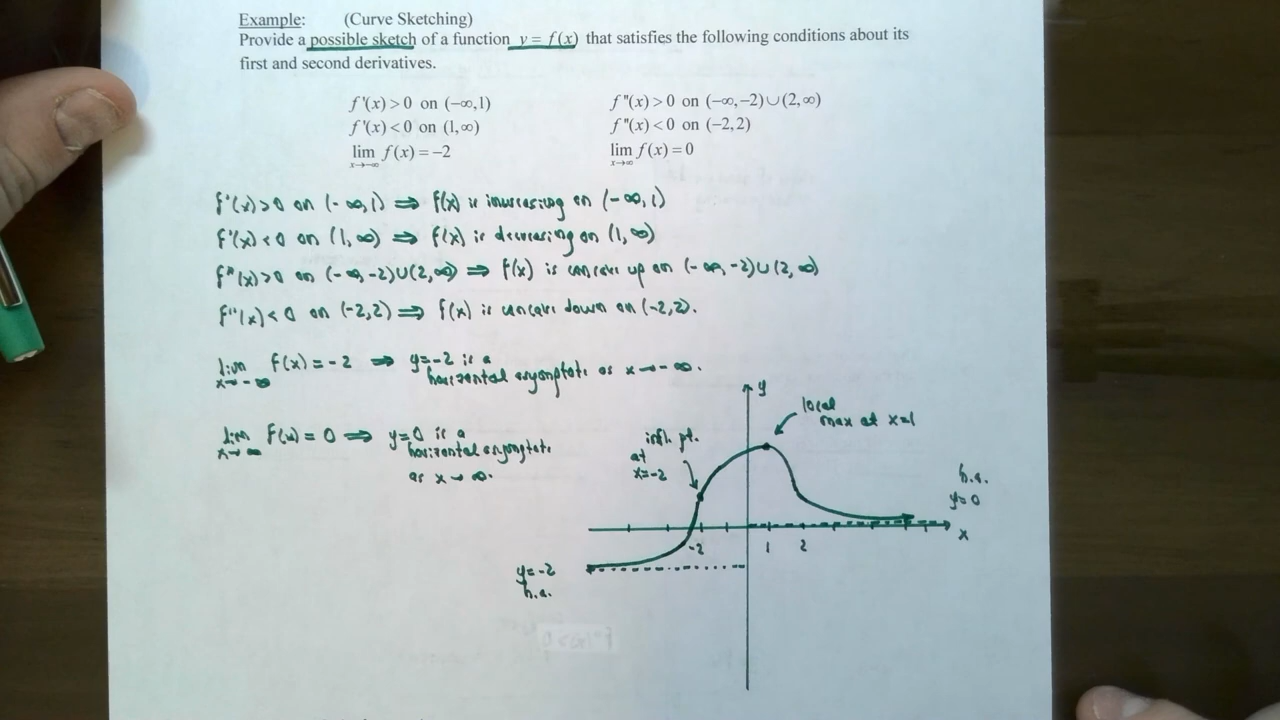 Example: (Curve Sketching)
Provide a possible sketch of a function y = f(x) that satisfies the following conditions about its
first and second derivatives.
f'(x) > 0 on (-∞,1) f"(x) > 0 on (-∞,-2)∪(2,∞)
f'(x) < 0 on (1,∞) f"(x) < 0 on (-2,2)
lim x→-∞ f(x) = -2 lim x→∞ f(x) = 0
f'(x)>0 on (-∞,1) ⇒ f(x) is increasing on (-∞,1)
f'(x)<0 on (1,∞) ⇒ f(x) is decreasing on (1,∞)
f"(x)>0 on (-∞,-2)∪(2,∞) ⇒ f(x) is concave up on (-∞,-2)∪(2,∞)
f"(x)<0 on (-2,2) ⇒ f(x) is concave down on (-2,2).
lim x→-∞ f(x) = -2 ⇒ y=-2 is a
horizontal asymptote as x→-∞.
lim x→∞ f(x) = 0 ⇒ y=0 is a
horizontal asymptote
as x→∞.
y
local
max at x=1
infl. pt.
at
x=-2
h.a.
y=0
x
-2 1 2
y=-2
h.a.